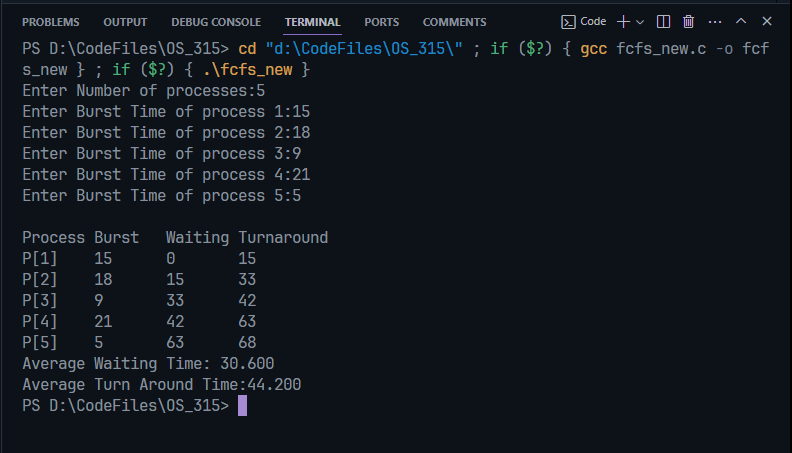 PROBLEMS OUTPUT DEBUG CONSOLE TERMINAL PORTS COMMENTS Code
PS D:\CodeFiles\OS_315> cd "d:\CodeFiles\OS_315\" ; if ($?) { gcc fcfs_new.c -o fcf
s_new } ; if ($?) { .\fcfs_new }
Enter Number of processes:5
Enter Burst Time of process 1:15
Enter Burst Time of process 2:18
Enter Burst Time of process 3:9
Enter Burst Time of process 4:21
Enter Burst Time of process 5:5

Process Burst   Waiting Turnaround
P[1]    15      0       15
P[2]    18      15      33
P[3]    9       33      42
P[4]    21      42      63
P[5]    5       63      68
Average Waiting Time: 30.600
Average Turn Around Time:44.200
PS D:\CodeFiles\OS_315>